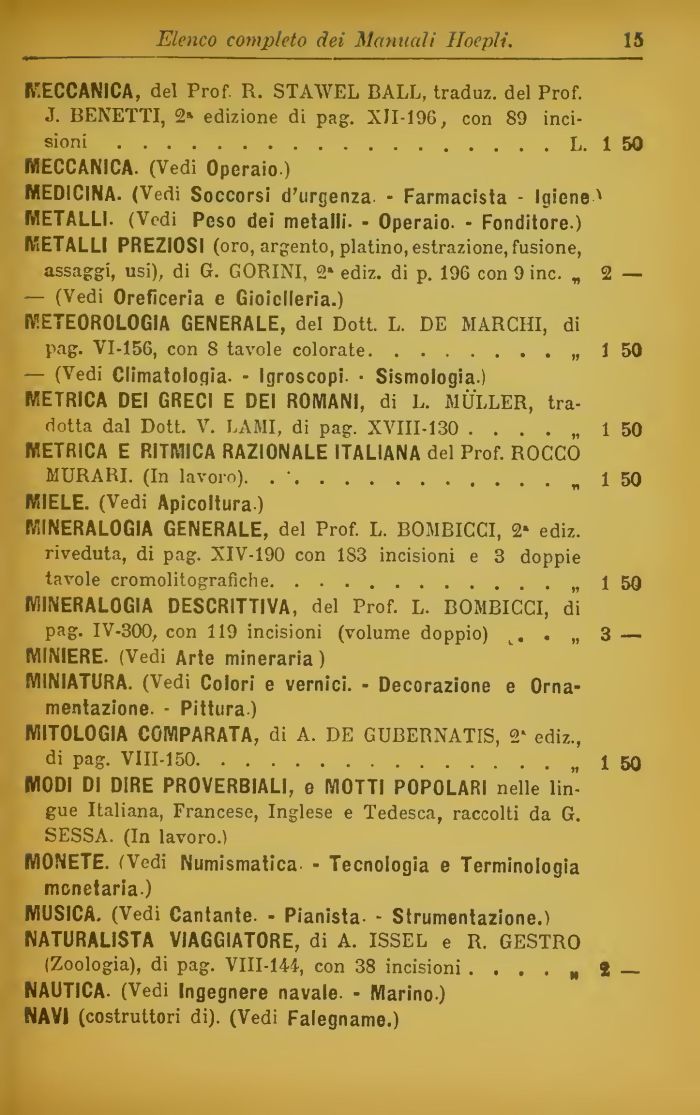 Elenco completo dei Manuali Hoepli. 15
MECCANICA, del Prof. R. STAWEL BALL, traduz. del Prof.
J. BENETTI, 2ª edizione di pag. XII-196, con 89 inci-
sioni . . . . . . . . . . . . . . . . . . L. 1 50
MECCANICA. (Vedi Operaio.)
MEDICINA. (Vedi Soccorsi d'urgenza. - Farmacista - Igiene.)
METALLI. (Vedi Peso dei metalli. - Operaio. - Fonditore.)
METALLI PREZIOSI (oro, argento, platino, estrazione, fusione,
assaggi, usi), di G. GORINI, 2ª ediz. di p. 196 con 9 inc. „ 2 —
— (Vedi Oreficeria e Gioielleria.)
METEOROLOGIA GENERALE, del Dott. L. DE MARCHI, di
pag. VI-156, con 8 tavole colorate. . . . . . . . „ 1 50
— (Vedi Climatologia. - Igroscopi. - Sismologia.)
METRICA DEI GRECI E DEI ROMANI, di L. MÜLLER, tra-
dotta dal Dott. V. LAMI, di pag. XVIII-130 . . . . „ 1 50
METRICA E RITMICA RAZIONALE ITALIANA del Prof. ROCCO
MURARI. (In lavoro). . . . . . . . . . . . . . „ 1 50
MIELE. (Vedi Apicoltura.)
MINERALOGIA GENERALE, del Prof. L. BOMBICCI, 2ª ediz.
riveduta, di pag. XIV-190 con 183 incisioni e 3 doppie
tavole cromolitografiche. . . . . . . . . . . . . „ 1 50
MINERALOGIA DESCRITTIVA, del Prof. L. BOMBICCI, di
pag. IV-300, con 119 incisioni (volume doppio) . . . „ 3 —
MINIERE. (Vedi Arte mineraria)
MINIATURA. (Vedi Colori e vernici. - Decorazione e Orna-
mentazione. - Pittura.)
MITOLOGIA COMPARATA, di A. DE GUBERNATIS, 2ª ediz.,
di pag. VIII-150. . . . . . . . . . . . . . . . „ 1 50
MODI DI DIRE PROVERBIALI, e MOTTI POPOLARI nelle lin-
gue Italiana, Francese, Inglese e Tedesca, raccolti da G.
SESSA. (In lavoro.)
MONETE. (Vedi Numismatica. - Tecnologia e Terminologia
monetaria.)
MUSICA. (Vedi Cantante. - Pianista. - Strumentazione.)
NATURALISTA VIAGGIATORE, di A. ISSEL e R. GESTRO
(Zoologia), di pag. VIII-144, con 38 incisioni . . . . „ 2 —
NAUTICA. (Vedi Ingegnere navale. - Marino.)
NAVI (costruttori di). (Vedi Falegname.)